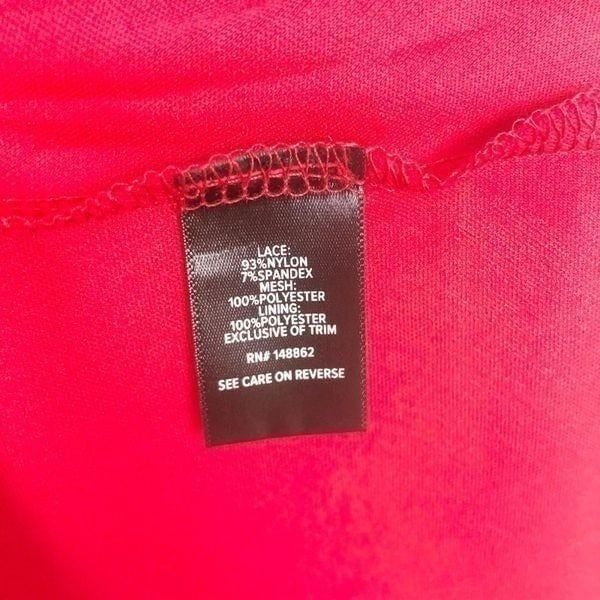 LACE:
93%NYLON
7%SPANDEX
MESH:
100%POLYESTER
LINING:
100%POLYESTER
EXCLUSIVE OF TRIM
RN# 148862
SEE CARE ON REVERSE